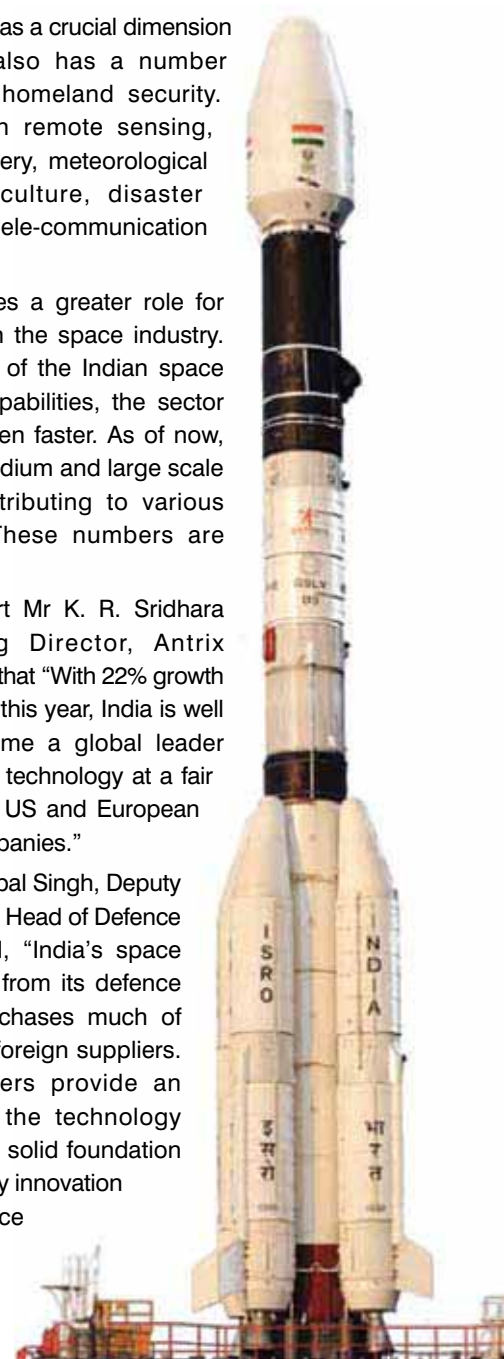 as a crucial dimension
also has a number
homeland security.
n remote sensing,
ery, meteorological
culture, disaster
ele-communication
es a greater role for
n the space industry.
of the Indian space
pabilities, the sector
en faster. As of now,
dium and large scale
tributing to various
These numbers are
rt Mr K. R. Sridhara
g Director, Antrix
that “With 22% growth
this year, India is well
me a global leader
technology at a fair
US and European
panies.”
pal Singh, Deputy
Head of Defence
l, “India’s space
from its defence
chases much of
foreign suppliers.
ers provide an
the technology
solid foundation
y innovation
ce
GSLV
ISRO
INDIA
इसरो
भारत